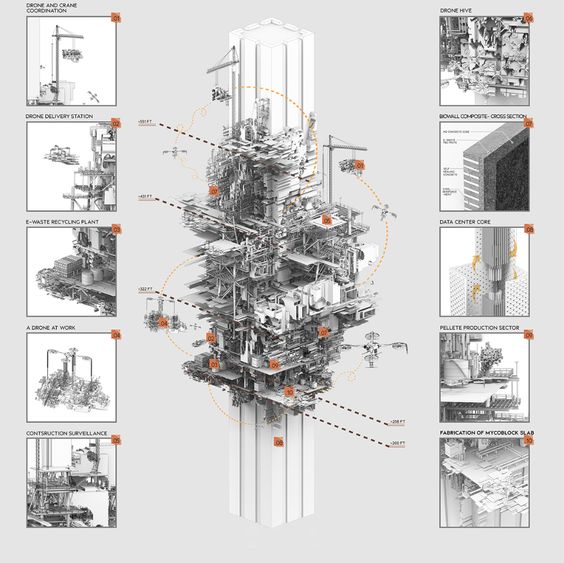 DRONE AND CRANE
COORDINATION
01
DRONE DELIVERY STATION
02
E-WASTE RECYCLING PLANT
03
A DRONE AT WORK
04
CONTSRUCTION SURVEILLANCE
05
+551 FT
+431 FT
+322 FT
+258 FT
+200 FT
01
07
05
04
02
03
01
09
10
08
DRONE HIVE
06
BIOWALL COMPOSITE- CROSS SECTION
07
DATA CENTER CORE
08
PELLETE PRODUCTION SECTOR
09
FABRICATION OF MYCOBLOCK SLAB
10